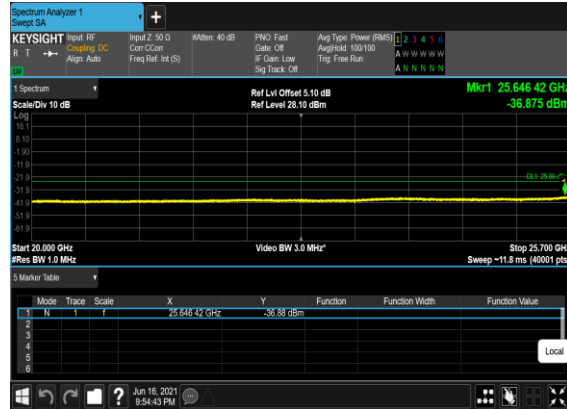 Spectrum Analyzer 1
Swept SA
+
KEYSIGHT Input: RF Input Z: 50 Ω #Atten: 40 dB PNO: Fast Avg Type: Power (RMS) 1 2 3 4 5 6
R T Coupling: DC Corr CCorr Gate: Off Avg|Hold: 100/100 A W W W W W
Align: Auto Freq Ref: Int (S) IF Gain: Low Trig: Free Run
Sig Track: Off A N N N N N
1 Spectrum
Ref Lvl Offset 5.10 dB Mkr1 25.646 42 GHz
Scale/Div 10 dB Ref Level 28.10 dBm -36.875 dBm
Log
18.1
8.10
-1.90
-11.9
-21.9
-31.9
-41.9
-51.9
-61.9
Start 20.000 GHz Video BW 3.0 MHz* Stop 25.700 GHz
#Res BW 1.0 MHz Sweep ~11.8 ms (40001 pts)
5 Marker Table
Mode Trace Scale X Y Function Function Width Function Value
1 N 1 f 25.646 42 GHz -36.88 dBm
2
3
4
5
6
Local
? Jun 16, 2021
9:54:43 PM